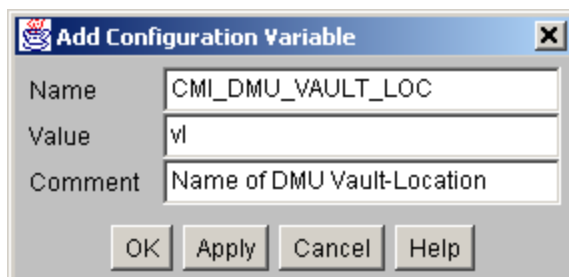 Add Configuration Variable
Name CMI_DMU_VAULT_LOC
Value vl
Comment Name of DMU Vault-Location
OK Apply Cancel Help